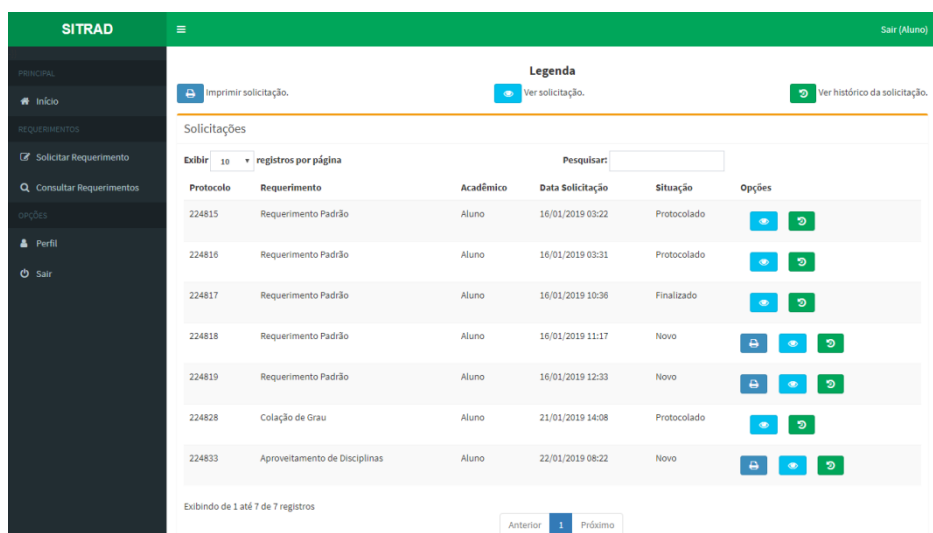 SITRAD
Sair (Aluno)
PRINCIPAL
Início
REQUERIMENTOS
Solicitar Requerimento
Consultar Requerimentos
OPÇÕES
Perfil
Sair
Legenda
Imprimir solicitação. Ver solicitação. Ver histórico da solicitação.
Solicitações
Exibir 10 registros por página Pesquisar:
Protocolo Requerimento Acadêmico Data Solicitação Situação Opções
224815 Requerimento Padrão Aluno 16/01/2019 03:22 Protocolado
224816 Requerimento Padrão Aluno 16/01/2019 03:31 Protocolado
224817 Requerimento Padrão Aluno 16/01/2019 10:36 Finalizado
224818 Requerimento Padrão Aluno 16/01/2019 11:17 Novo
224819 Requerimento Padrão Aluno 16/01/2019 12:33 Novo
224828 Colação de Grau Aluno 21/01/2019 14:08 Protocolado
224833 Aproveitamento de Disciplinas Aluno 22/01/2019 08:22 Novo
Exibindo de 1 até 7 de 7 registros
Anterior 1 Próximo